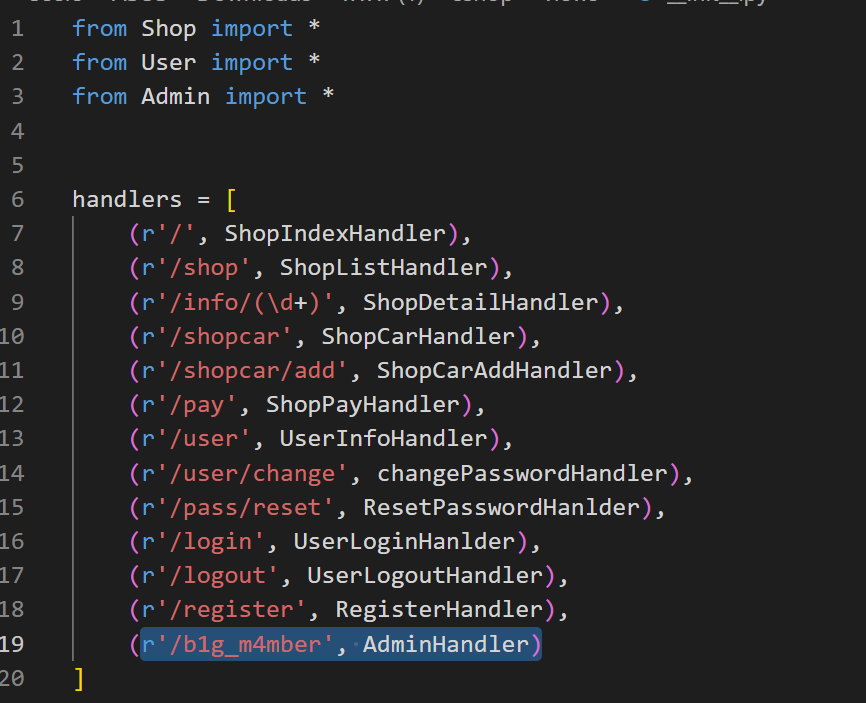 1 from Shop import *
2 from User import *
3 from Admin import *
4
5
6 handlers = [
7     (r'/', ShopIndexHandler),
8     (r'/shop', ShopListHandler),
9     (r'/info/(\d+)', ShopDetailHandler),
10     (r'/shopcar', ShopCarHandler),
11     (r'/shopcar/add', ShopCarAddHandler),
12     (r'/pay', ShopPayHandler),
13     (r'/user', UserInfoHandler),
14     (r'/user/change', changePasswordHandler),
15     (r'/pass/reset', ResetPasswordHanlder),
16     (r'/login', UserLoginHanlder),
17     (r'/logout', UserLogoutHandler),
18     (r'/register', RegisterHandler),
19     (r'/b1g_m4mber', AdminHandler)
20 ]